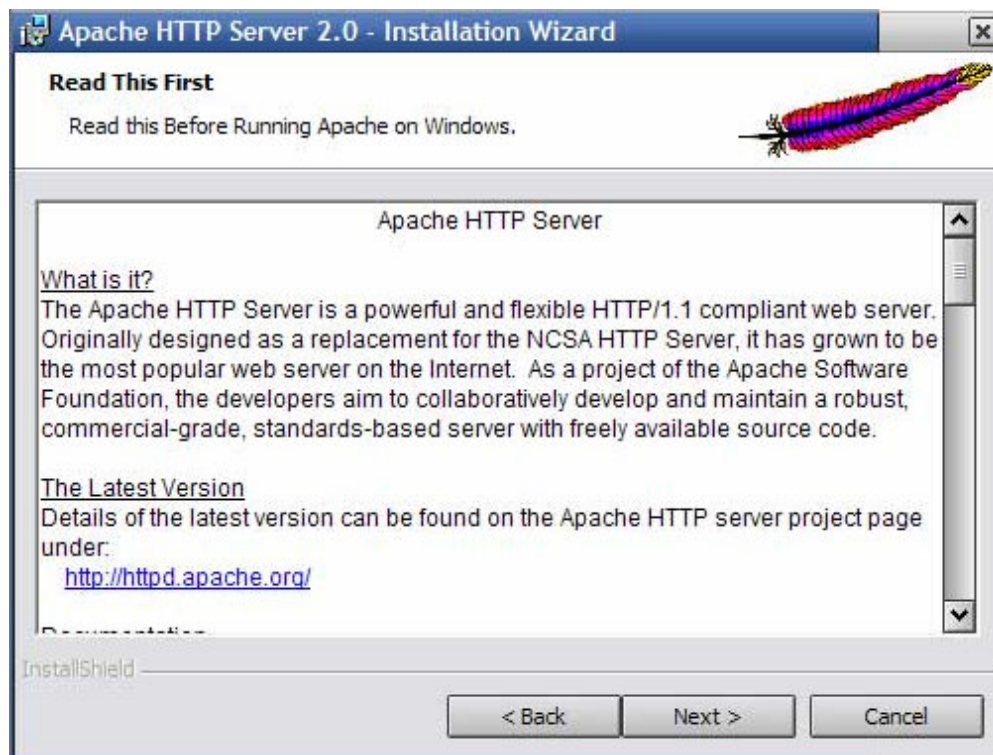 Apache HTTP Server 2.0 - Installation Wizard
Read This First
Read this Before Running Apache on Windows.
Apache HTTP Server
What is it?
The Apache HTTP Server is a powerful and flexible HTTP/1.1 compliant web server.
Originally designed as a replacement for the NCSA HTTP Server, it has grown to be
the most popular web server on the Internet.  As a project of the Apache Software
Foundation, the developers aim to collaboratively develop and maintain a robust,
commercial-grade, standards-based server with freely available source code.
The Latest Version
Details of the latest version can be found on the Apache HTTP server project page
under:
http://httpd.apache.org/
Documentation
InstallShield
< Back
Next >
Cancel